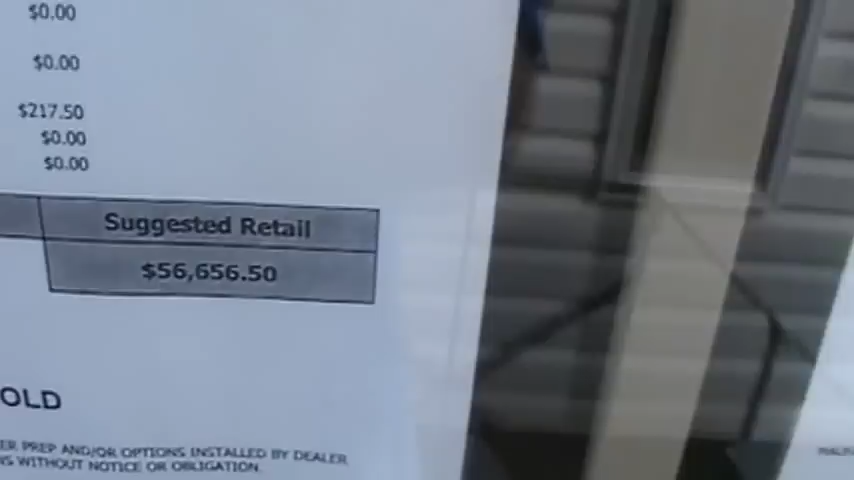 $0.00
$0.00
$217.50
$0.00
$0.00
Suggested Retail
$56,656.50
OLD
ER PREP AND/OR OPTIONS INSTALLED BY DEALER
NS WITHOUT NOTICE OR OBLIGATION.